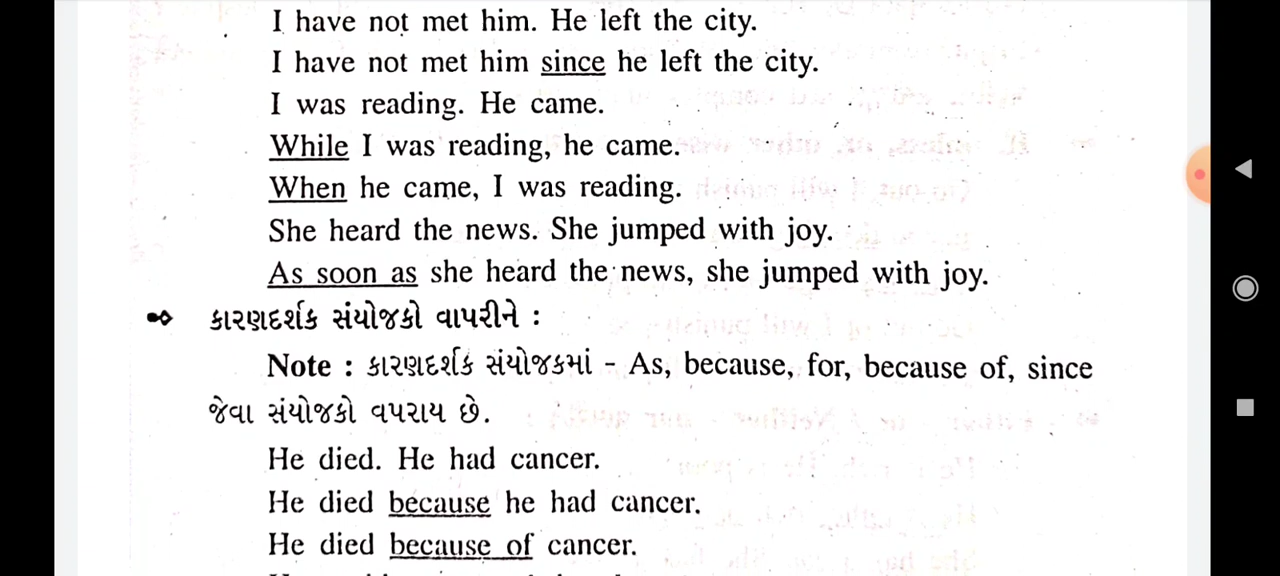 I have not met him. He left the city.
I have not met him since he left the city.
I was reading. He came.
While I was reading, he came.
When he came, I was reading.
She heard the news. She jumped with joy.
As soon as she heard the news, she jumped with joy.
કારણદર્શક સંયોજકો વાપરીને :
Note : કારણદર્શક સંયોજકમાં - As, because, for, because of, since
જેવા સંયોજકો વપરાય છે.
He died. He had cancer.
He died because he had cancer.
He died because of cancer.